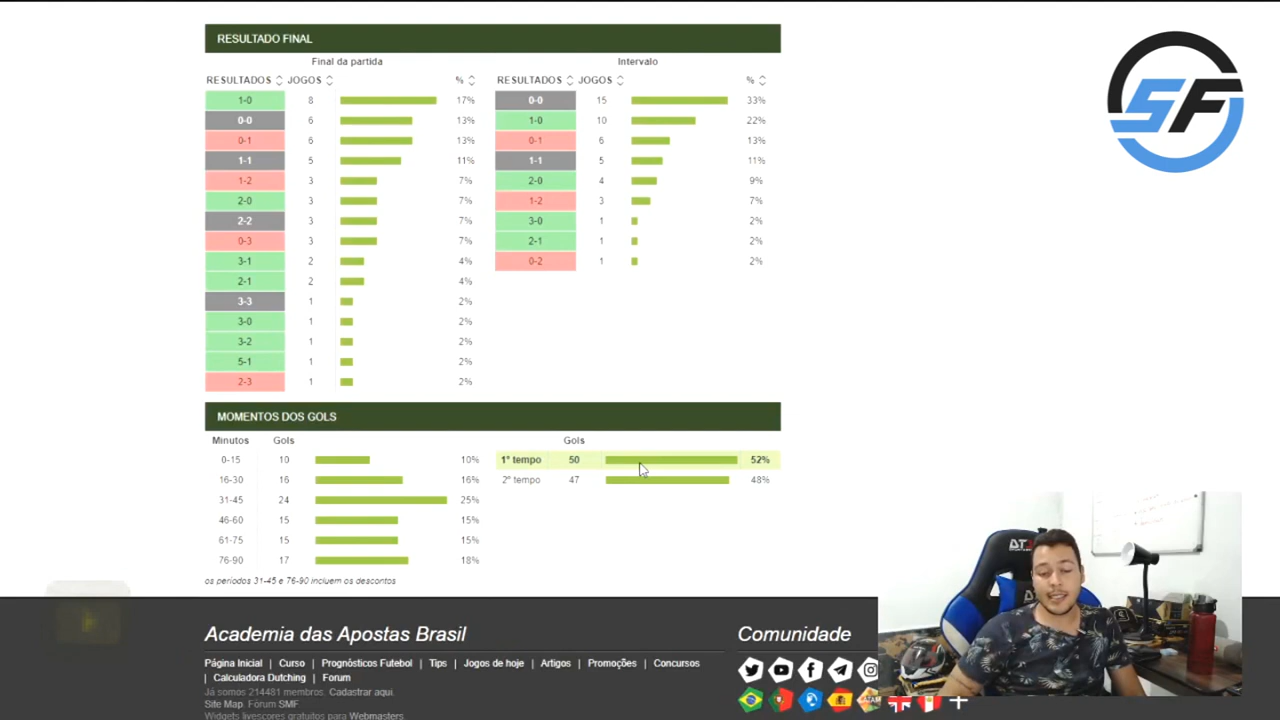 SF
RESULTADO FINAL
Final da partida
RESULTADOS JOGOS %
1-0 8 17%
0-0 6 13%
0-1 6 13%
1-1 5 11%
1-2 3 7%
2-0 3 7%
2-2 3 7%
0-3 3 7%
3-1 2 4%
2-1 2 4%
3-3 1 2%
3-0 1 2%
3-2 1 2%
5-1 1 2%
2-3 1 2%
Intervalo
RESULTADOS JOGOS %
0-0 15 33%
1-0 10 22%
0-1 6 13%
1-1 5 11%
2-0 4 9%
1-2 3 7%
3-0 1 2%
2-1 1 2%
0-2 1 2%
MOMENTOS DOS GOLS
Minutos Gols
0-15 10 10%
16-30 16 16%
31-45 24 25%
46-60 15 15%
61-75 15 15%
76-90 17 18%
Gols
1º tempo 50 52%
2º tempo 47 48%
os períodos 31-45 e 76-90 incluem os descontos
Academia das Apostas Brasil
Página Inicial | Curso | Prognósticos Futebol | Tips | Jogos de hoje | Artigos | Promoções | Concursos
| Calculadora Dutching | Forum
Já somos 214481 membros. Cadastrar aqui.
Site Map. Fórum SMF
Widgets livescores gratuitos para Webmasters
Comunidade